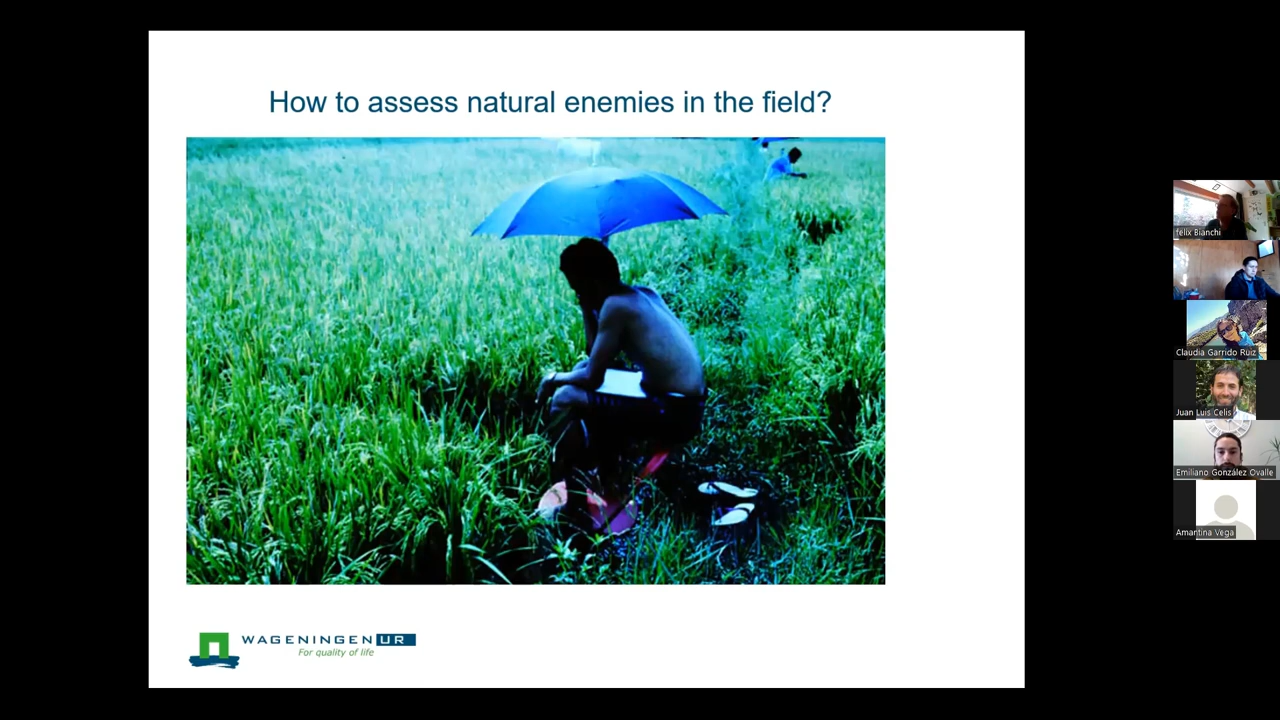 How to assess natural enemies in the field?
WAGENINGEN UR
For quality of life
felix Bianchi
Claudia Garrido Ruiz
Juan Luis Celis
Emiliano González Ovalle
Amantina Vega